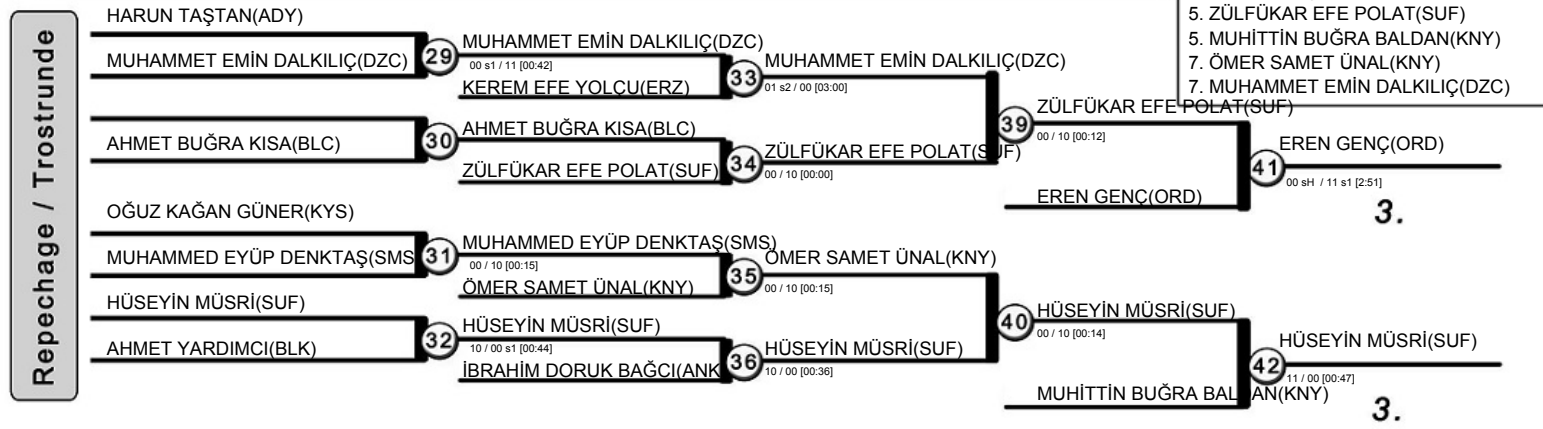 Repechage / Trostrunde
HARUN TAŞTAN(ADY)
MUHAMMET EMİN DALKILIÇ(DZC)
29
MUHAMMET EMİN DALKILIÇ(DZC)
00 s1 / 11 [00:42]
KEREM EFE YOLÇU(ERZ)
33
MUHAMMET EMİN DALKILIÇ(DZC)
01 s2 / 00 [03:00]
AHMET BUĞRA KISA(BLC)
30
AHMET BUĞRA KISA(BLC)
ZÜLFÜKAR EFE POLAT(SUF)
34
ZÜLFÜKAR EFE POLAT(SUF)
00 / 10 [00:00]
39
ZÜLFÜKAR EFE POLAT(SUF)
00 / 10 [00:12]
EREN GENÇ(ORD)
41
EREN GENÇ(ORD)
00 sH / 11 s1 [2:51]
3.
OĞUZ KAĞAN GÜNER(KYS)
MUHAMMED EYÜP DENKTAŞ(SMS
31
MUHAMMED EYÜP DENKTAŞ(SMS)
00 / 10 [00:15]
ÖMER SAMET ÜNAL(KNY)
35
ÖMER SAMET ÜNAL(KNY)
00 / 10 [00:15]
HÜSEYİN MÜSRİ(SUF)
AHMET YARDIMCI(BLK)
32
HÜSEYİN MÜSRİ(SUF)
10 / 00 s1 [00:44]
İBRAHİM DORUK BAĞCI(ANK
36
HÜSEYİN MÜSRİ(SUF)
10 / 00 [00:36]
40
HÜSEYİN MÜSRİ(SUF)
00 / 10 [00:14]
MUHİTTİN BUĞRA BALDAN(KNY)
42
HÜSEYİN MÜSRİ(SUF)
11 / 00 [00:47]
3.
5. ZÜLFÜKAR EFE POLAT(SUF)
5. MUHİTTİN BUĞRA BALDAN(KNY)
7. ÖMER SAMET ÜNAL(KNY)
7. MUHAMMET EMİN DALKILIÇ(DZC)